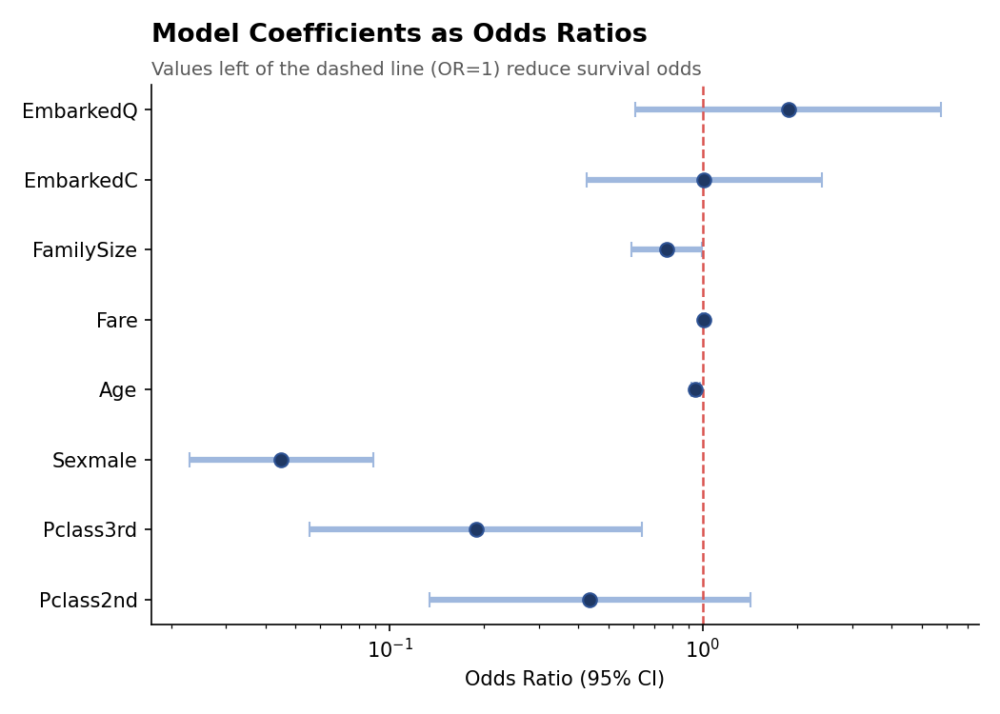 Model Coefficients as Odds Ratios
Values left of the dashed line (OR=1) reduce survival odds
EmbarkedQ
EmbarkedC
FamilySize
Fare
Age
Sexmale
Pclass3rd
Pclass2nd
10⁻¹ 10⁰
Odds Ratio (95% CI)